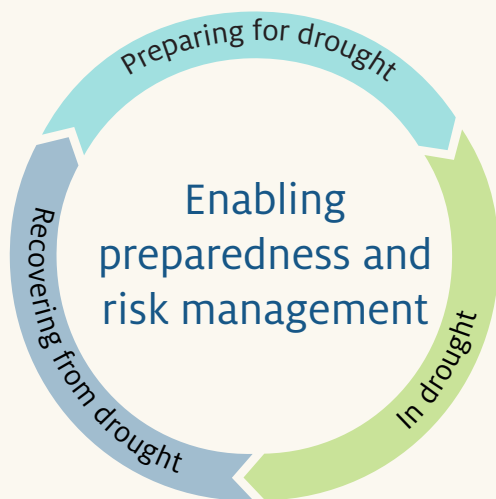 Preparing for drought
Enabling
preparedness and
risk management
In drought
Recovering from drought